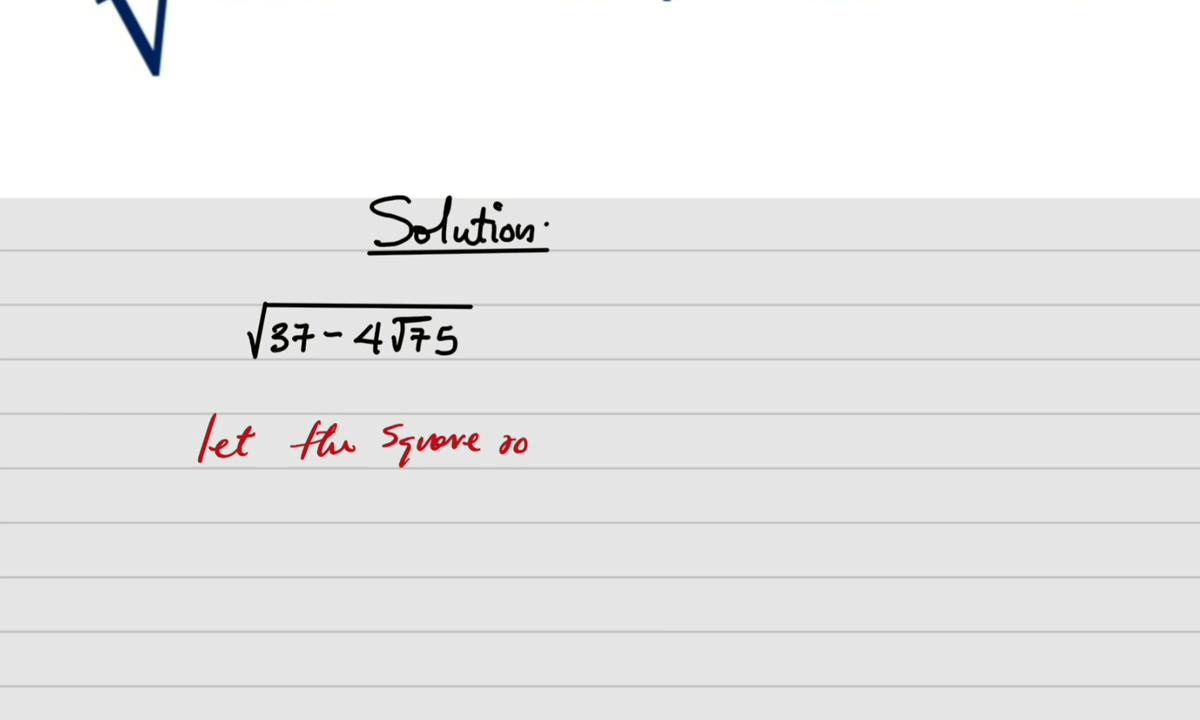 Solution.
√37 - 4√75
let the square ro